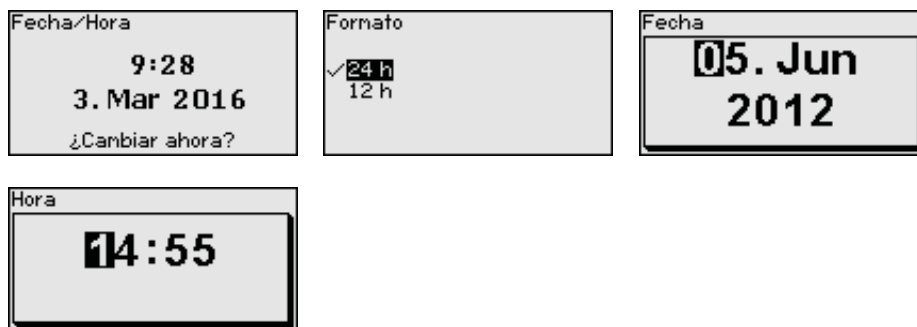 Fecha/Hora
9:28
3. Mar 2016
¿Cambiar ahora?
Formato
24 h
12 h
Fecha
05. Jun
2012
Hora
14:55